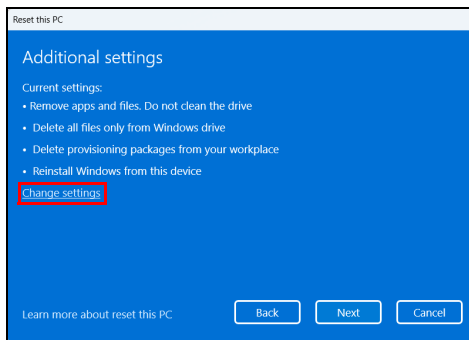 Reset this PC
Additional settings
Current settings:
• Remove apps and files. Do not clean the drive
• Delete all files only from Windows drive
• Delete provisioning packages from your workplace
• Reinstall Windows from this device
Change settings
Learn more about reset this PC
Back
Next
Cancel